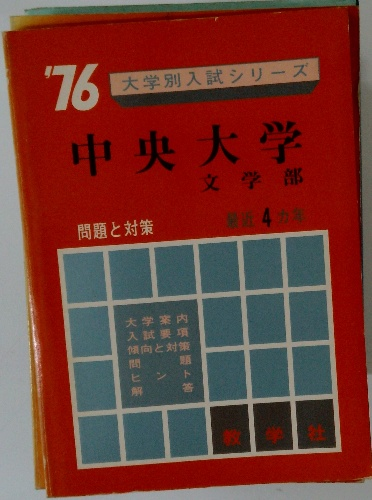 '76
大学別入試シリーズ
中央大学
文学部
最近4カ年
問題と対策
大学案内
入試要項
傾向と対策
問題
ヒント
解答
教学社